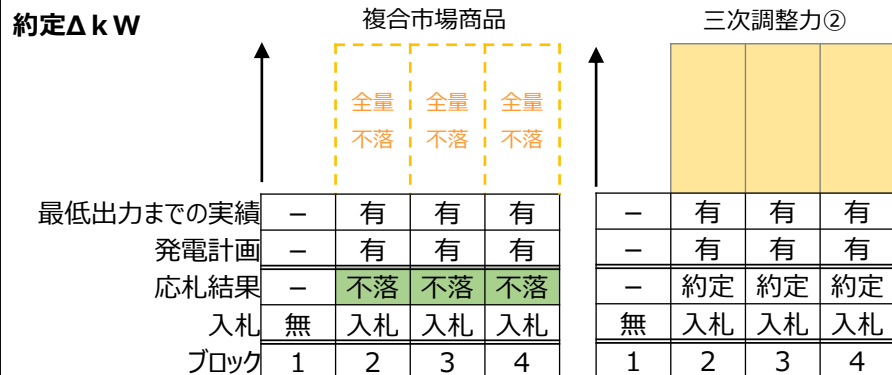 約定ΔkW
複合市場商品
三次調整力②
全量 全量 全量
不落 不落 不落
最低出力までの実績 － 有 有 有 － 有 有 有
発電計画 － 有 有 有 － 有 有 有
応札結果 － 不落 不落 不落 － 約定 約定 約定
入札 無 入札 入札 入札 無 入札 入札 入札
ブロック 1 2 3 4 1 2 3 4